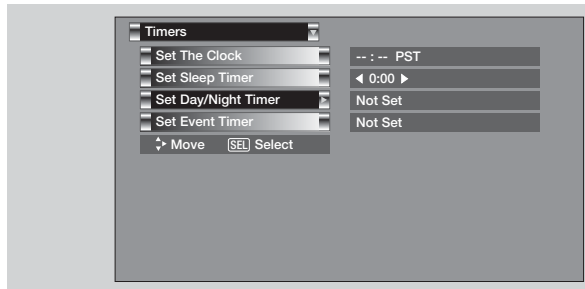 Timers
Set The Clock -- : -- PST
Set Sleep Timer 0:00
Set Day/Night Timer Not Set
Set Event Timer Not Set
Move SEL Select